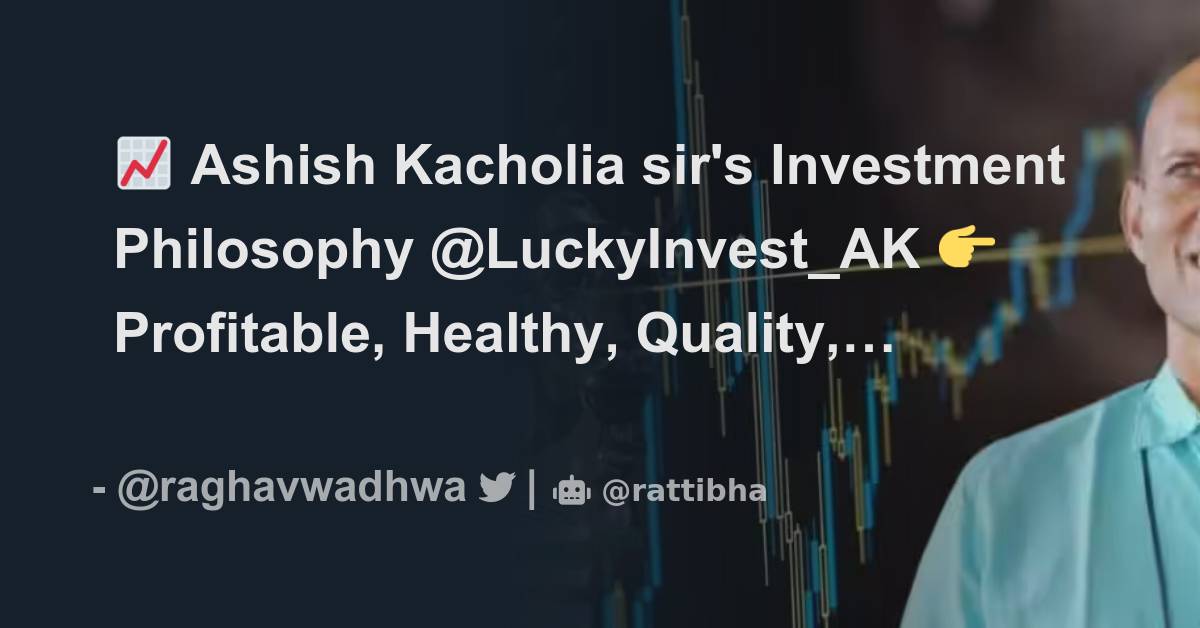 📈 Ashish Kacholia sir's Investment
Philosophy @LuckyInvest_AK 👉
Profitable, Healthy, Quality,...
- @raghavwadhwa | @rattibha